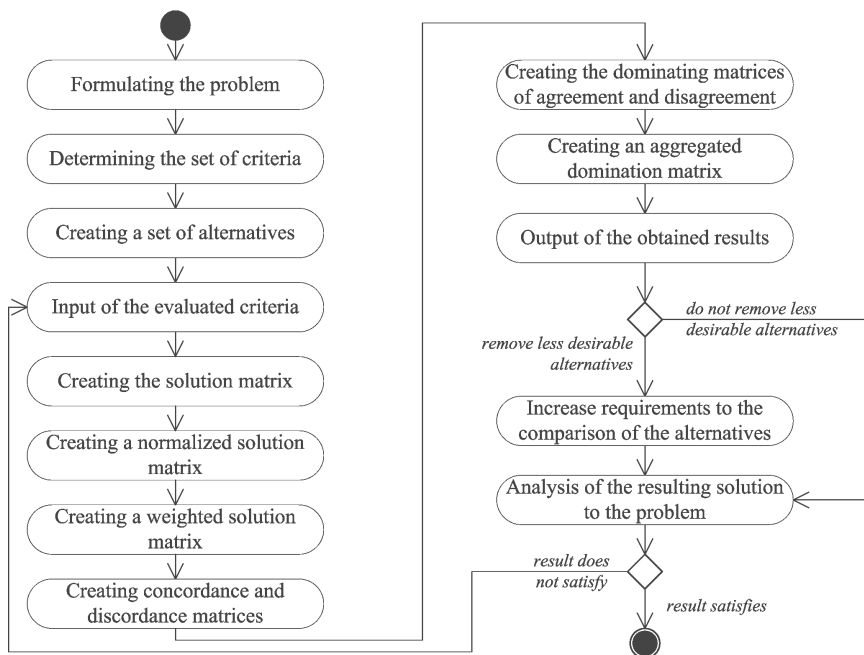 Formulating the problem
Determining the set of criteria
Creating a set of alternatives
Input of the evaluated criteria
Creating the solution matrix
Creating a normalized solution
matrix
Creating a weighted solution
matrix
Creating concordance and
discordance matrices
Creating the dominating matrices
of agreement and disagreement
Creating an aggregated
domination matrix
Output of the obtained results
do not remove less
desirable alternatives
remove less desirable
alternatives
Increase requirements to the
comparison of the alternatives
Analysis of the resulting solution
to the problem
result does
not satisfy
result satisfies